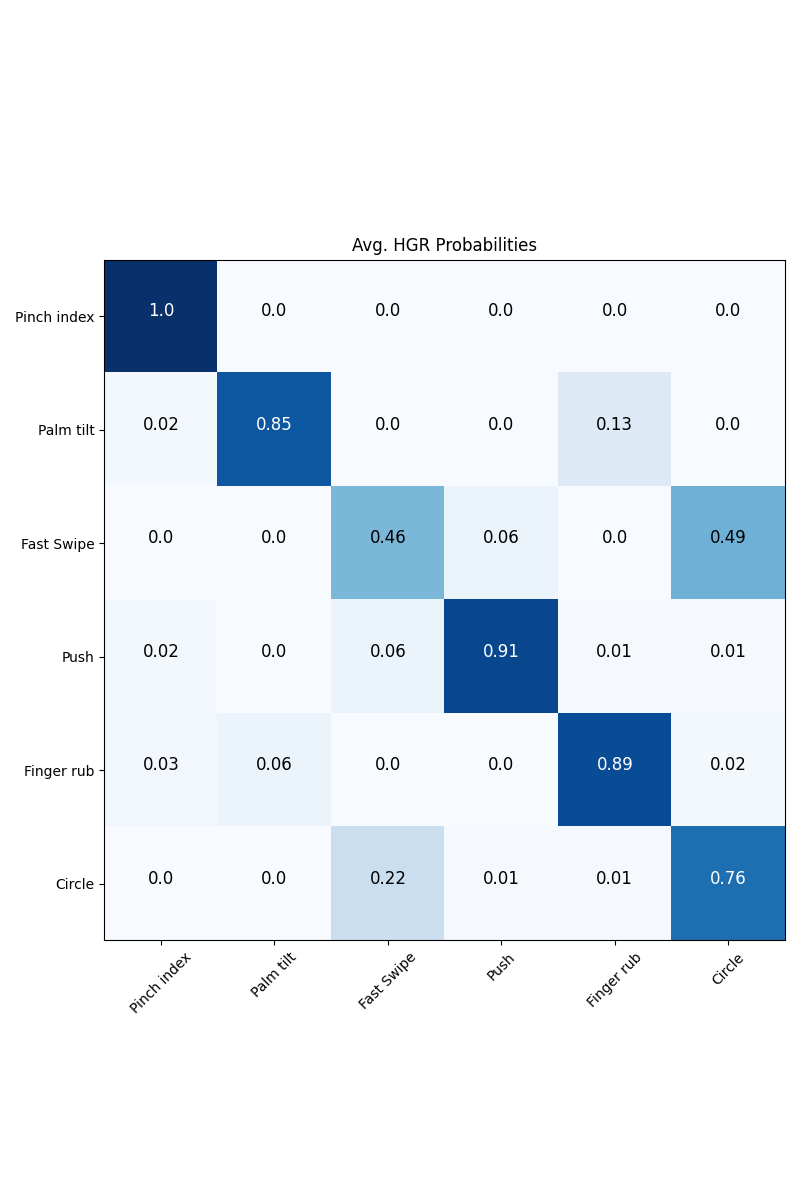 Avg. HGR Probabilities
Pinch index 1.0 0.0 0.0 0.0 0.0 0.0
Palm tilt 0.02 0.85 0.0 0.0 0.13 0.0
Fast Swipe 0.0 0.0 0.46 0.06 0.0 0.49
Push 0.02 0.0 0.06 0.91 0.01 0.01
Finger rub 0.03 0.06 0.0 0.0 0.89 0.02
Circle 0.0 0.0 0.22 0.01 0.01 0.76
Pinch index Palm tilt Fast Swipe Push Finger rub Circle